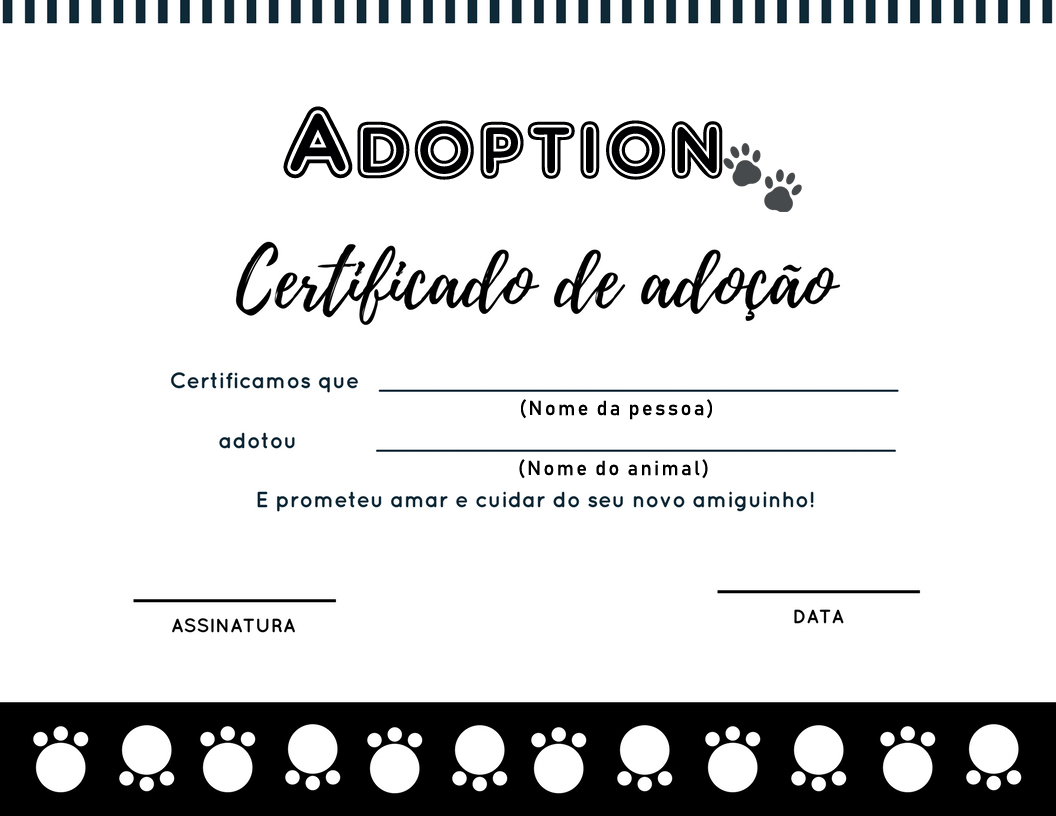 ADOPTION
Certificado de adoção
Certificamos que
(Nome da pessoa)
adotou
(Nome do animal)
E prometeu amar e cuidar do seu novo amiguinho!
ASSINATURA
DATA